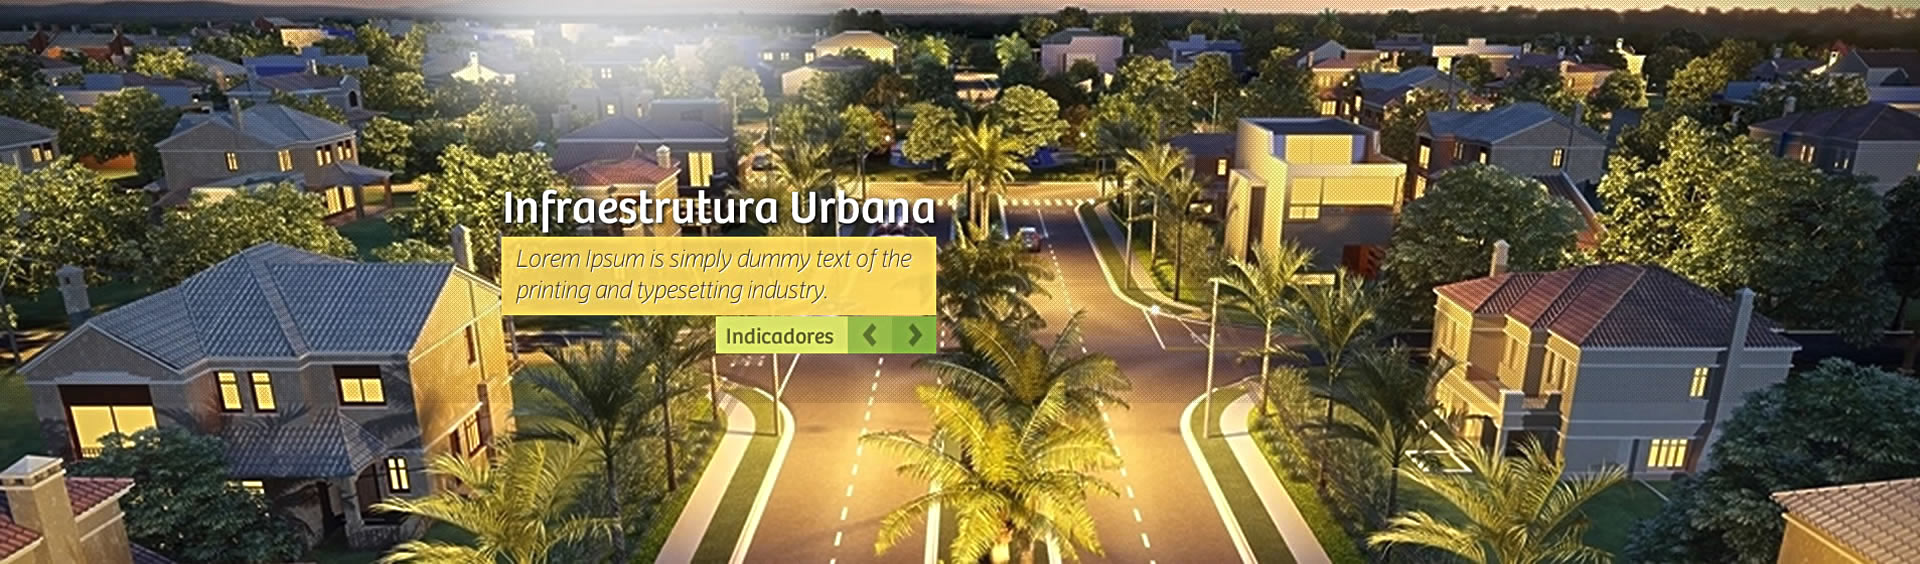 Infraestrutura Urbana
Lorem Ipsum is simply dummy text of the
printing and typesetting industry.
Indicadores